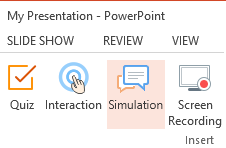 My Presentation - PowerPoint
SLIDE SHOW REVIEW VIEW
Quiz Interaction Simulation Screen
Recording
Insert